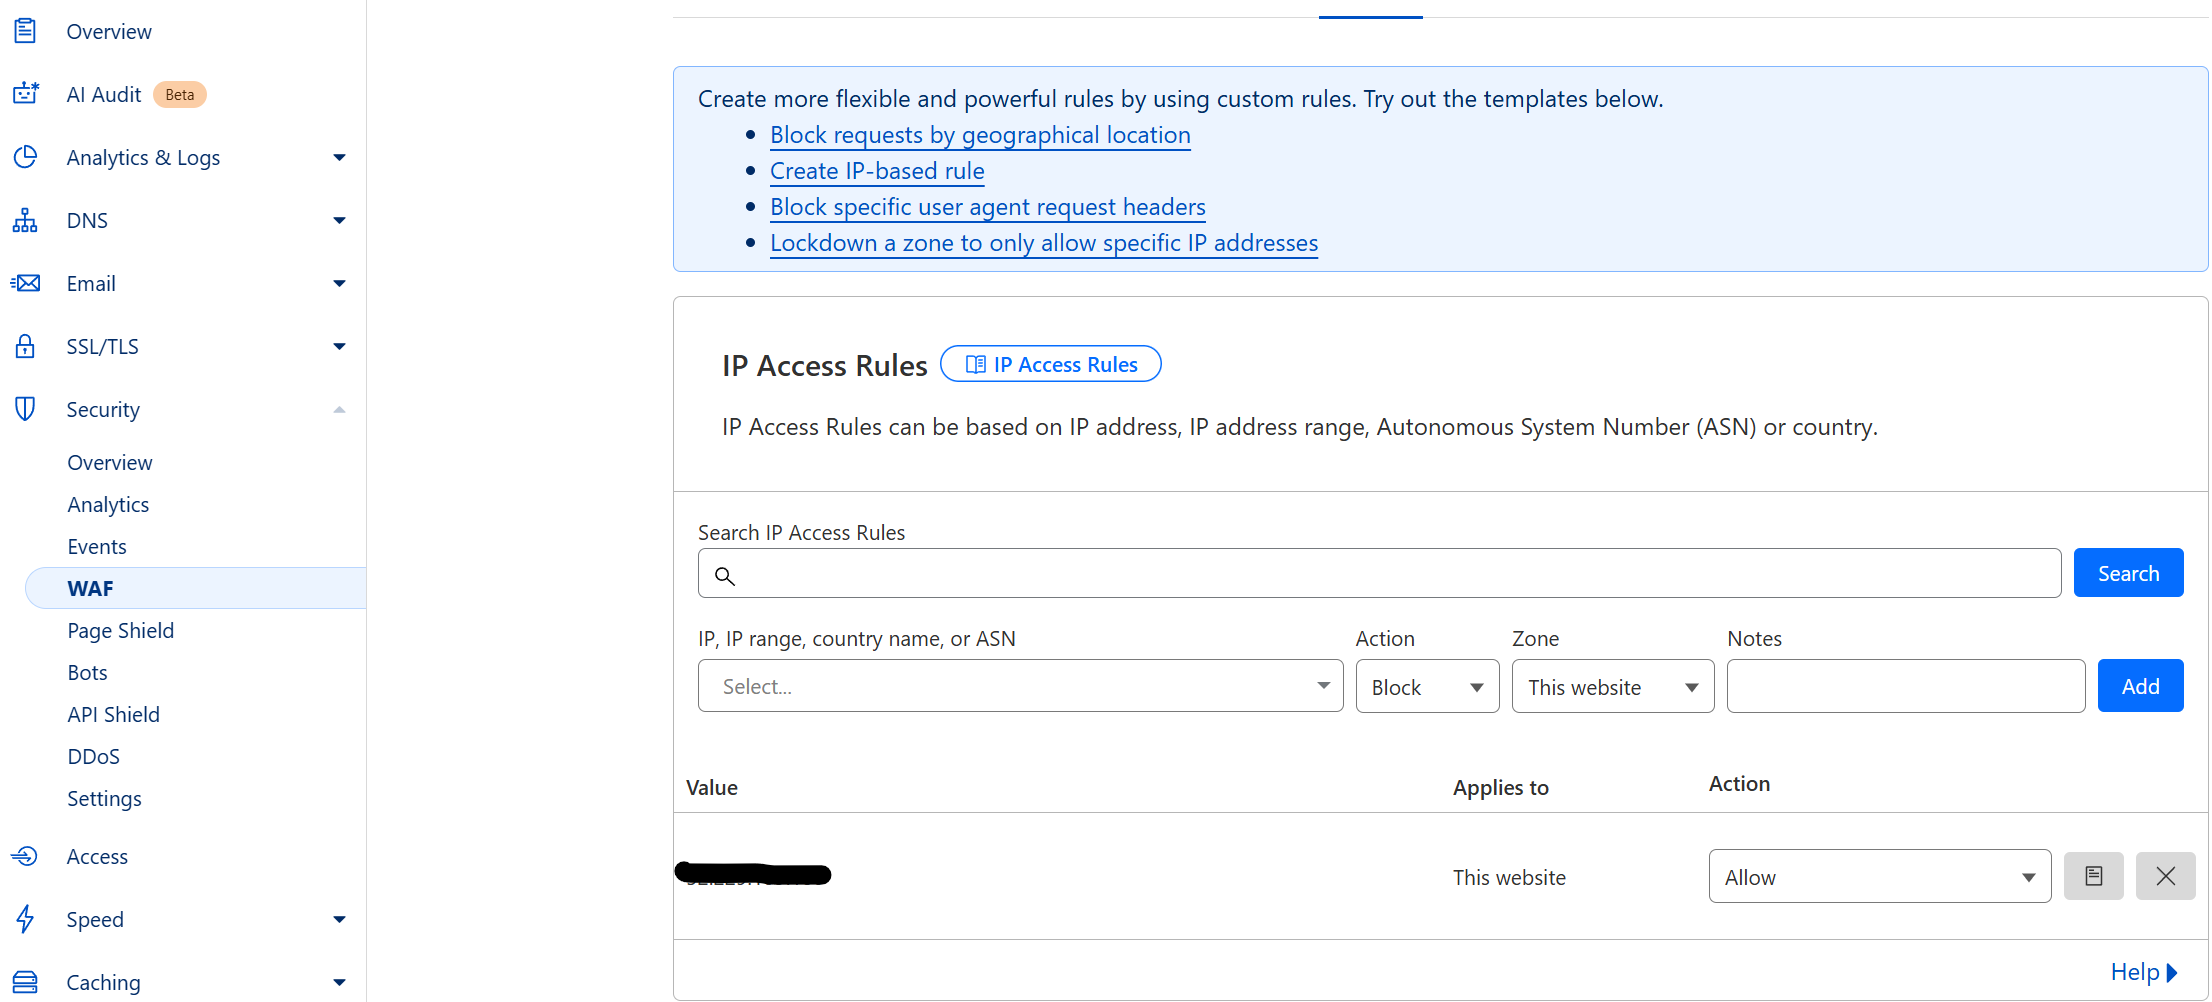 Overview
AI Audit Beta
Analytics & Logs
DNS
Email
SSL/TLS
Security
Overview
Analytics
Events
WAF
Page Shield
Bots
API Shield
DDoS
Settings
Access
Speed
Caching
Create more flexible and powerful rules by using custom rules. Try out the templates below.
Block requests by geographical location
Create IP-based rule
Block specific user agent request headers
Lockdown a zone to only allow specific IP addresses
IP Access Rules IP Access Rules
IP Access Rules can be based on IP address, IP address range, Autonomous System Number (ASN) or country.
Search IP Access Rules
Search
IP, IP range, country name, or ASN Action Zone Notes
Select... Block This website Add
Value Applies to Action
This website Allow
Help